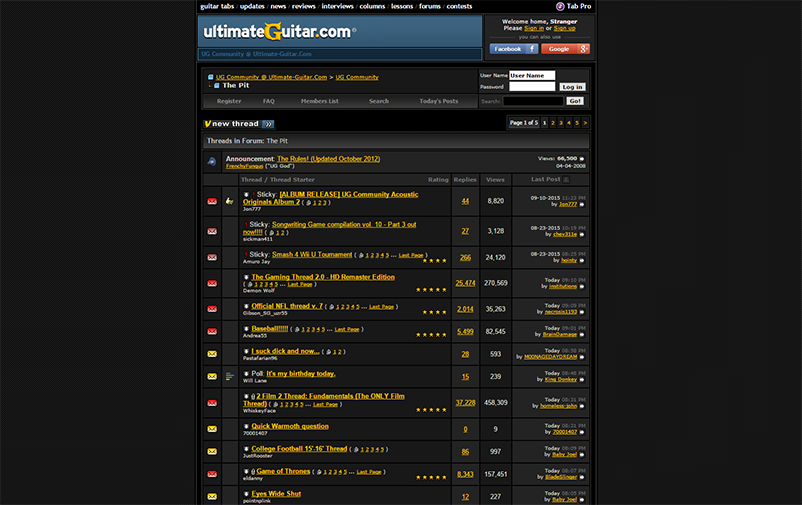 guitar tabs / updates / news / reviews / interviews / columns / lessons / forums / contests
Tab Pro
ultimateGuitar.com®
UG Community @ Ultimate-Guitar.Com
Welcome home, Stranger
Please Sign in or Sign up
you can also use
Facebook f
Google g+
UG Community @ Ultimate-Guitar.Com > UG Community
The Pit
User Name User Name
Password Log in
Register FAQ Members List Search Today's Posts
Search: Go!
new thread
Page 1 of 5 1 2 3 4 5 >
Threads in Forum: The Pit
Announcement: The Rules! (Updated October 2012)
FrenchyFungus ("UG God")
Views: 66,500
04-04-2008
Thread / Thread Starter Rating Replies Views Last Post
! Sticky: [ALBUM RELEASE] UG Community Acoustic
Originals Album 2 ( 1 2 3 )
Jon777
44 8,820
09-10-2015 11:23 PM
by Jon777
! Sticky: Songwriting Game compilation vol. 10 - Part 3 out
now!!!! ( 1 2 )
sickman411
27 3,128
08-23-2015 10:19 PM
by chev311e
! Sticky: Smash 4 Wii U Tournament ( 1 2 3 4 5 ... Last Page )
Amuro Jay
266 24,120
08-23-2015 08:25 PM
by hointy
The Gaming Thread 2.0 - HD Remaster Edition
( 1 2 3 4 5 ... Last Page )
Demon Wolf
25,474 270,569
Today 09:10 PM
by institutions
Official NFL thread v. 7 ( 1 2 3 4 5 ... Last Page )
Gibson_SG_uzr55
2,014 35,263
Today 09:09 PM
by necrosis1193
Baseball!!!!! ( 1 2 3 4 5 ... Last Page )
Andrea55
5,499 82,545
Today 09:01 PM
by BrainDamage
I suck dick and now... ( 1 2 )
Pastafarian96
28 593
Today 08:50 PM
by M00NAGEDAYDREAM
Poll: It's my birthday today.
Will Lane
15 239
Today 08:48 PM
by King Donkey
2 Film 2 Thread: Fundamentals (The ONLY Film
Thread) ( 1 2 3 4 5 ... Last Page )
WhiskeyFace
37,228 458,309
Today 08:31 PM
by homeless-john
Quick Warmoth question
70001407
0 9
Today 08:31 PM
by 70001407
College Football 15'.16' Thread ( 1 2 3 4 5 )
JustRooster
86 997
Today 08:09 PM
by Baby Joel
Game of Thrones ( 1 2 3 4 5 ... Last Page )
eldanny
8,343 157,451
Today 08:07 PM
by BladeSlinger
Eyes Wide Shut
pointnplink
12 227
Today 08:05 PM
by Baby Joel